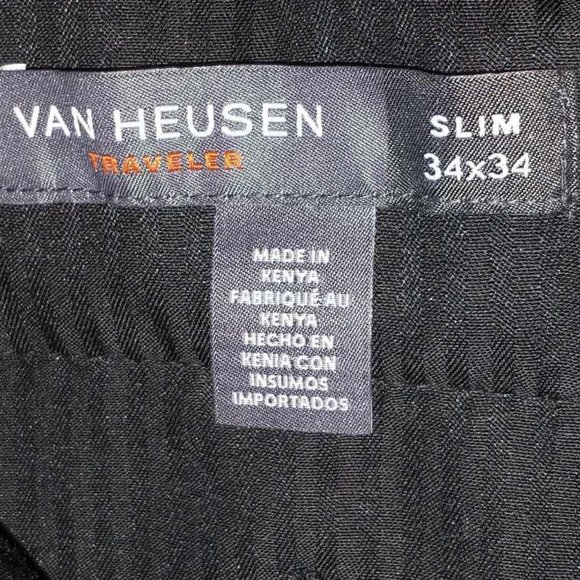 VAN HEUSEN
TRAVELER
SLIM
34x34
MADE IN
KENYA
FABRIQUÉ AU
KENYA
HECHO EN
KENIA CON
INSUMOS
IMPORTADOS